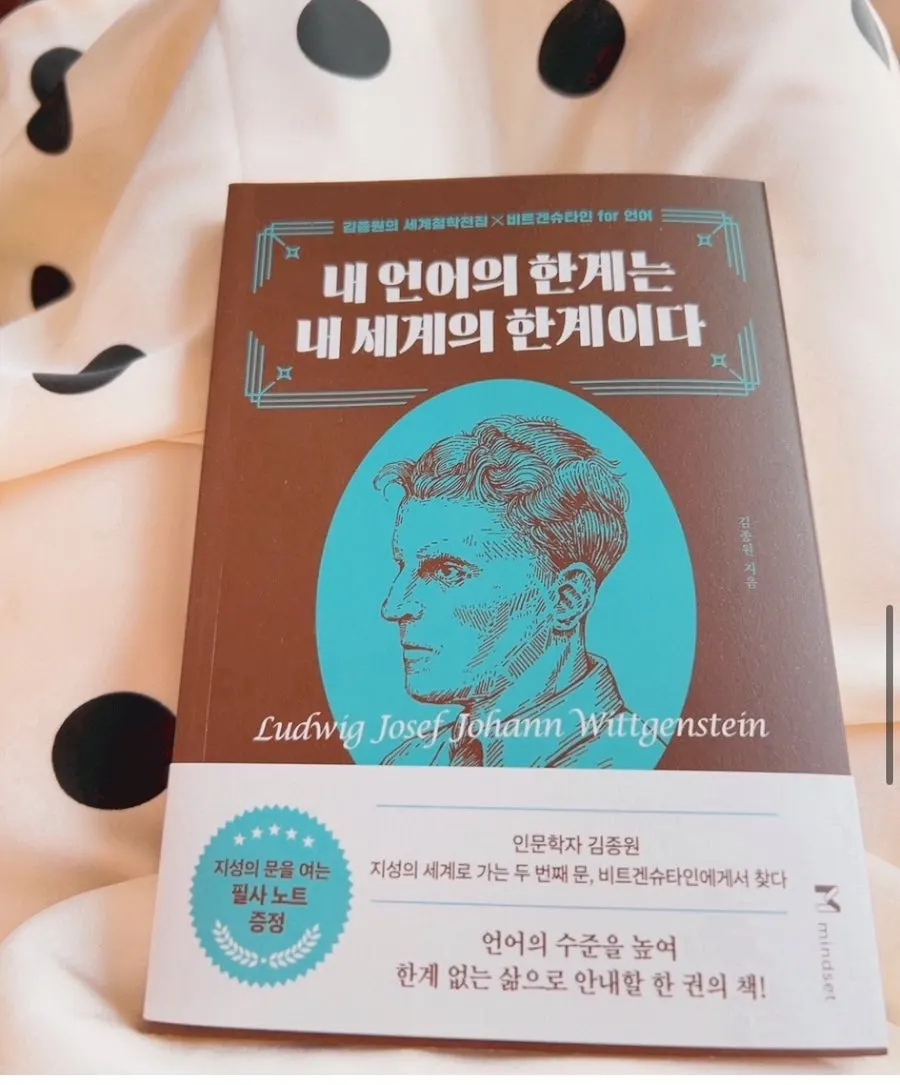 김종원의 세계철학전집×비트겐슈타인 for 언어
내 언어의 한계는
내 세계의 한계이다
김종원 지음
Ludwig Josef Johann Wittgenstein
지성의 문을 여는
필사 노트
증정
인문학자 김종원
지성의 세계로 가는 두 번째 문, 비트겐슈타인에게서 찾다
언어의 수준을 높여
한계 없는 삶으로 안내할 한 권의 책!
mindset